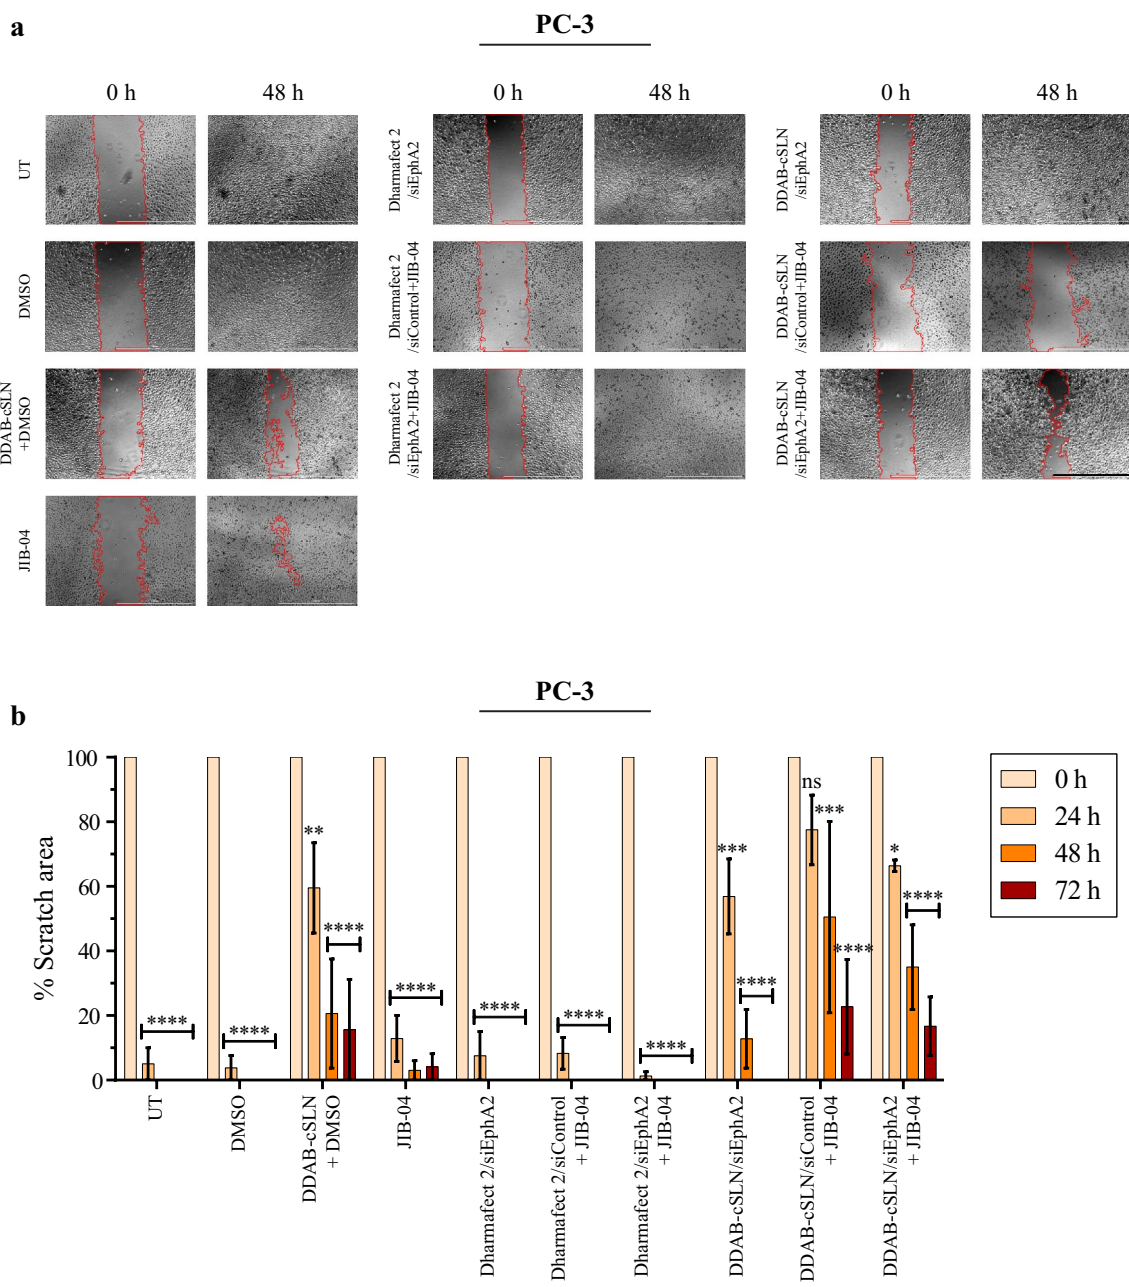 a
PC-3
0 h
48 h
0 h
48 h
0 h
48 h
UT
Dharmafect 2
/siEphA2
DDAB-cSLN
/siEphA2
DMSO
Dharmafect 2
/siControl+JIB-04
DDAB-cSLN
/siControl+JIB-04
DDAB-cSLN
+DMSO
Dharmafect 2
/siEphA2+JIB-04
DDAB-cSLN
/siEphA2+JIB-04
JIB-04
PC-3
b
% Scratch area
100
80
60
40
20
0
****
****
**
****
****
****
****
****
***
****
ns
***
****
*
****
0 h
24 h
48 h
72 h
UT
DMSO
DDAB-cSLN
+ DMSO
JIB-04
Dharmafect 2/siEphA2
Dharmafect 2/siControl
+ JIB-04
Dharmafect 2/siEphA2
+ JIB-04
DDAB-cSLN/siEphA2
DDAB-cSLN/siControl
+ JIB-04
DDAB-cSLN/siEphA2
+ JIB-04